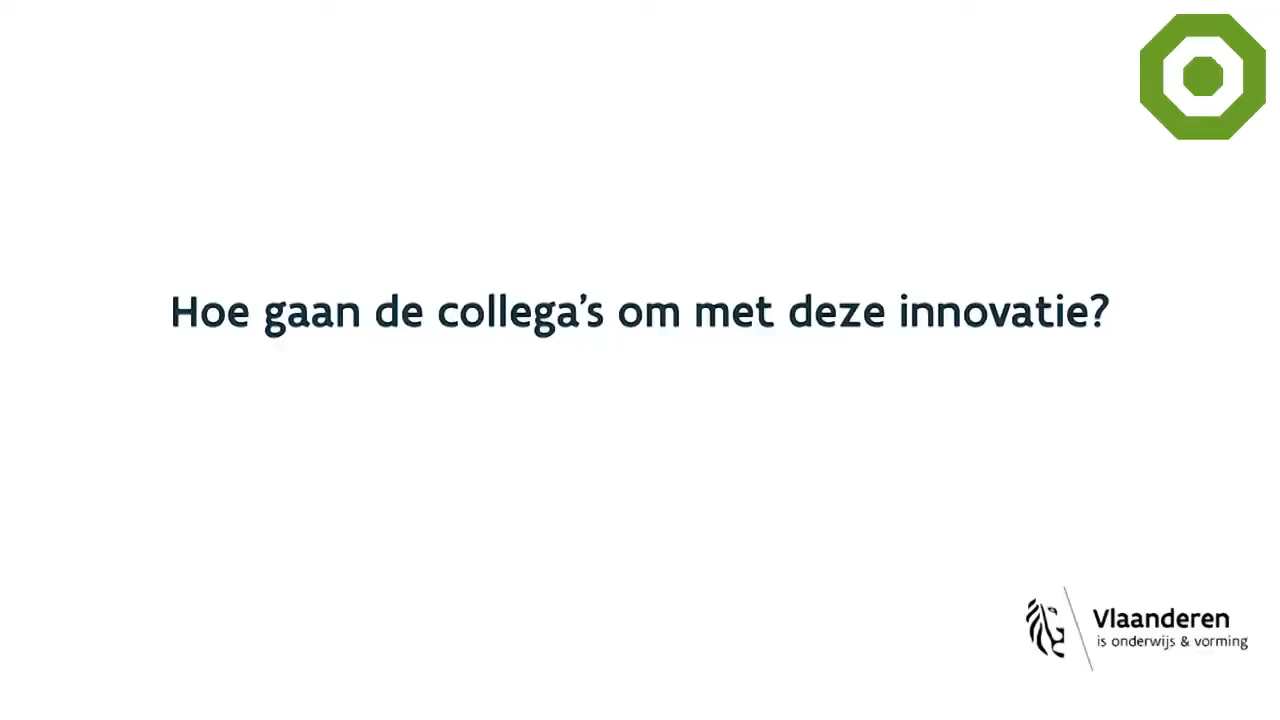 Hoe gaan de collega’s om met deze innovatie?
Vlaanderen
is onderwijs & vorming